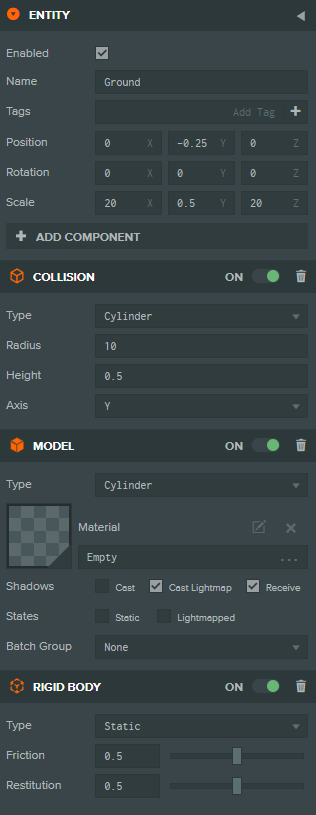 ENTITY
Enabled
Name Ground
Tags Add Tag +
Position 0 X -0.25 Y 0 Z
Rotation 0 X 0 Y 0 Z
Scale 20 X 0.5 Y 20 Z
+ ADD COMPONENT
COLLISION ON
Type Cylinder
Radius 10
Height 0.5
Axis Y
MODEL ON
Type Cylinder
Material
Empty ...
Shadows Cast Cast Lightmap Receive
States Static Lightmapped
Batch Group None
RIGID BODY ON
Type Static
Friction 0.5
Restitution 0.5